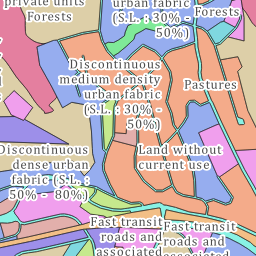 private units
Forests
urban fabric
(S.L. : 30% -
50%)
Forests
Discontinuous
medium density
urban fabric
(S.L. : 30% -
50%)
Pastures
Discontinuous
dense urban
fabric (S.L. :
50% - 80%)
Land without
current use
Fast transit
roads and
associated
Fast transit
roads and
associated